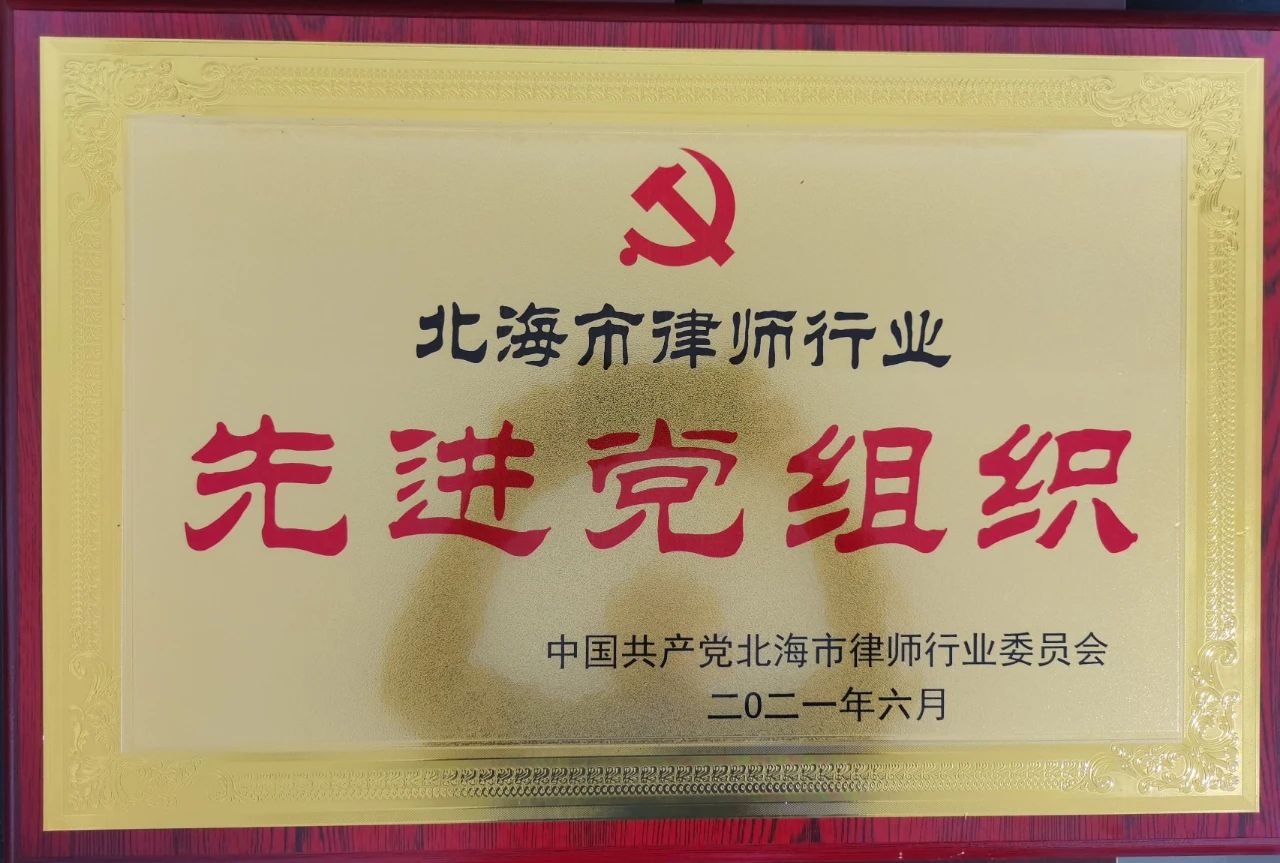 北海市律师行业
先进党组织
中国共产党北海市律师行业委员会
二0二一年六月